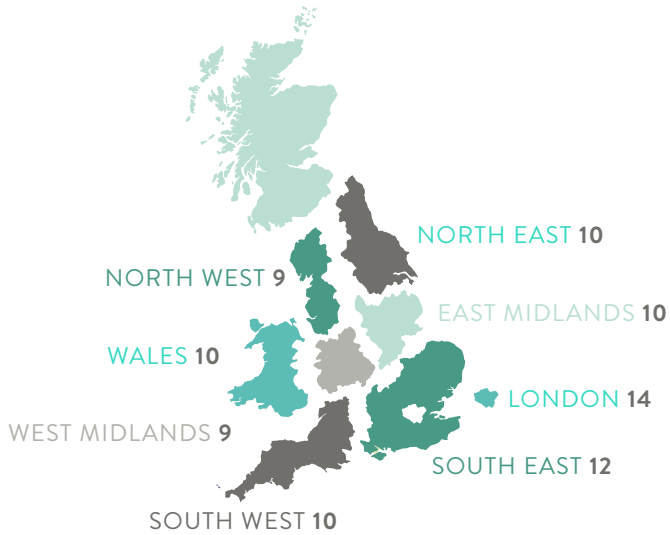 NORTH EAST 10
NORTH WEST 9
EAST MIDLANDS 10
WALES 10
LONDON 14
WEST MIDLANDS 9
SOUTH EAST 12
SOUTH WEST 10